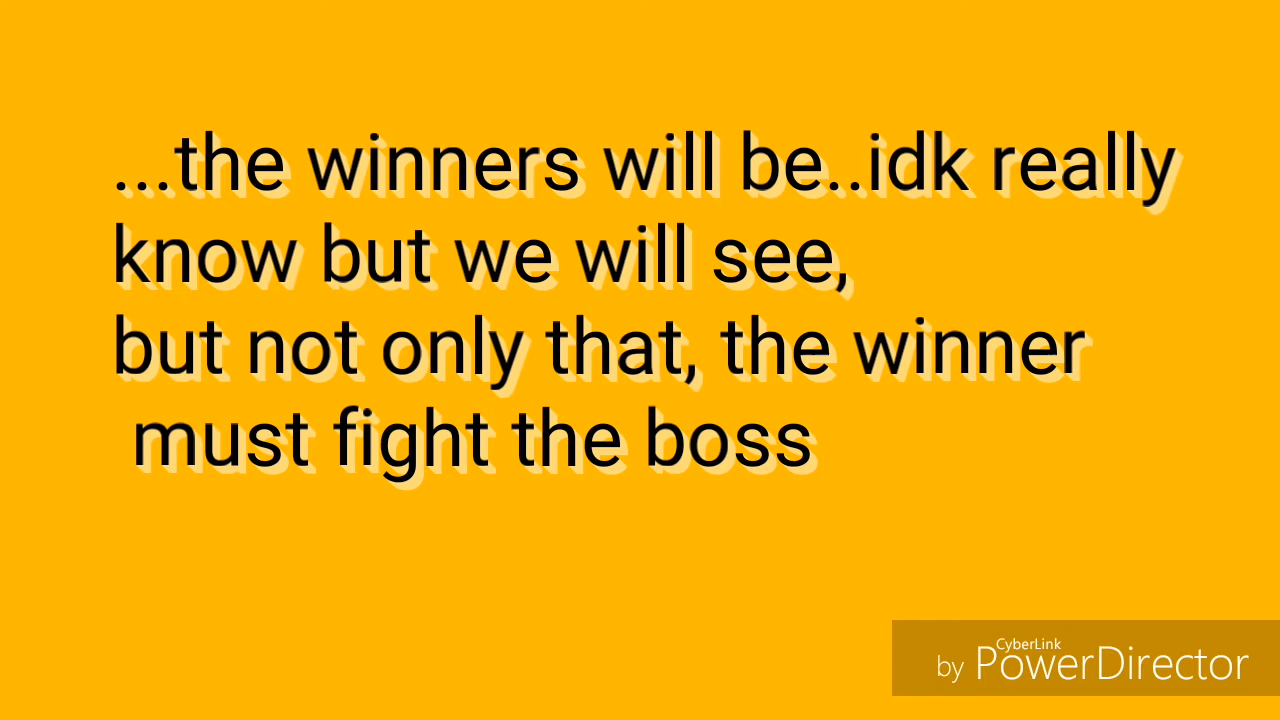 ...the winners will be..idk really
know but we will see,
but not only that, the winner
must fight the boss
CyberLink
by PowerDirector